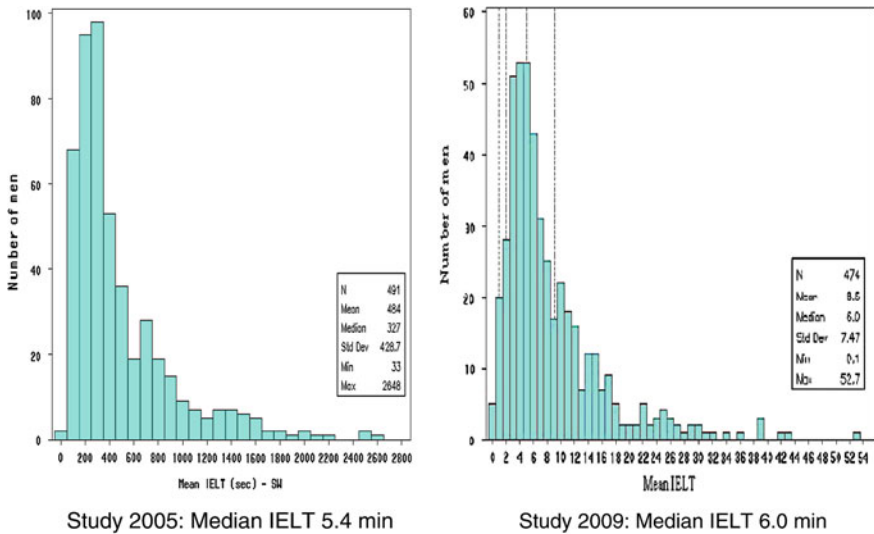 100
80
60
40
20
0
Number of men
N 491
Mean 484
Median 327
Std Dev 428.7
Min 33
Max 2648
0 200 400 600 800 1000 1200 1400 1600 1800 2000 2200 2400 2600 2800
Mean IELT (sec) - SW
Study 2005: Median IELT 5.4 min
60
50
40
30
20
10
0
Number of men
N 474
Mean
Median 6.0
Std Dev 7.47
Min 0.1
Max 52.7
0 2 4 6 8 10 12 14 16 18 20 22 24 26 28 30 32 34 36 38 40 42 44 46 48 50 52 54
Mean IELT
Study 2009: Median IELT 6.0 min